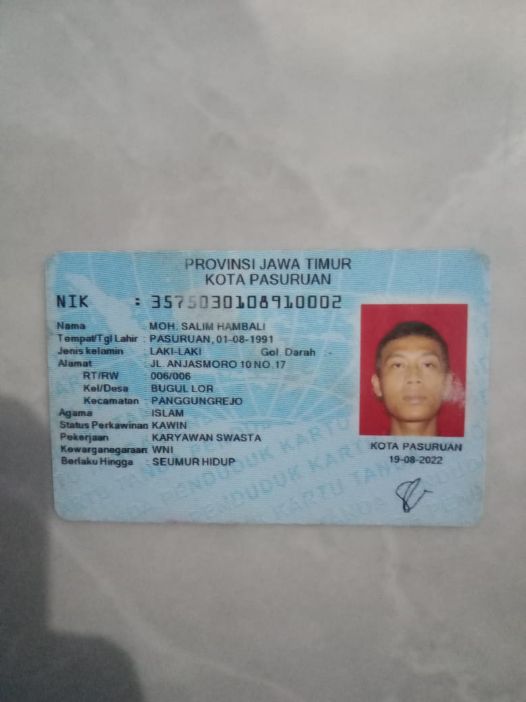 PROVINSI JAWA TIMUR
KOTA PASURUAN
NIK : 3575030108910002
Nama : MOH. SALIM HAMBALI
Tempat/Tgl Lahir : PASURUAN, 01-08-1991
Jenis kelamin : LAKI-LAKI Gol. Darah : -
Alamat : JL. ANJASMORO 10 NO. 17
RT/RW : 006/006
Kel/Desa : BUGUL LOR
Kecamatan : PANGGUNGREJO
Agama : ISLAM
Status Perkawinan: KAWIN
Pekerjaan : KARYAWAN SWASTA
Kewarganegaraan: WNI
Berlaku Hingga : SEUMUR HIDUP
KOTA PASURUAN
19-08-2022